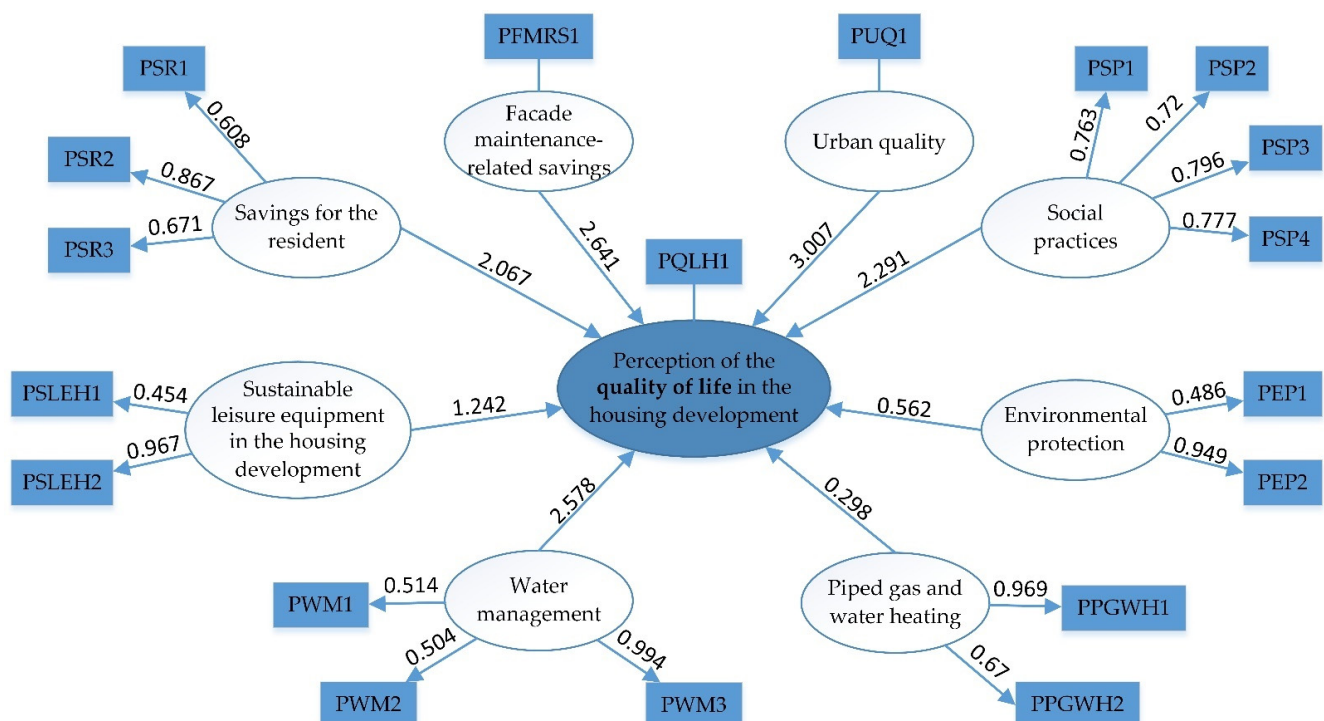 PFMRS1
PUQ1
PSR1
PSP1
PSP2
0.608
Facade
maintenance-
related savings
Urban quality
0.763
0.72
PSR2
0.867
PSP3
0.796
PSR3
0.671
Savings for the
resident
Social
practices
0.777
PSP4
2.067
2.641
PQLH1
3.007
2.291
Perception of the
quality of life in the
housing development
PSLEH1
0.454
PSLEH2
0.967
Sustainable
leisure equipment
in the housing
development
1.242
0.562
Environmental
protection
0.486
PEP1
0.949
PEP2
2.578
0.298
PWM1
0.514
Water
management
0.504
PWM2
0.994
PWM3
Piped gas and
water heating
0.969
PPGWH1
0.67
PPGWH2